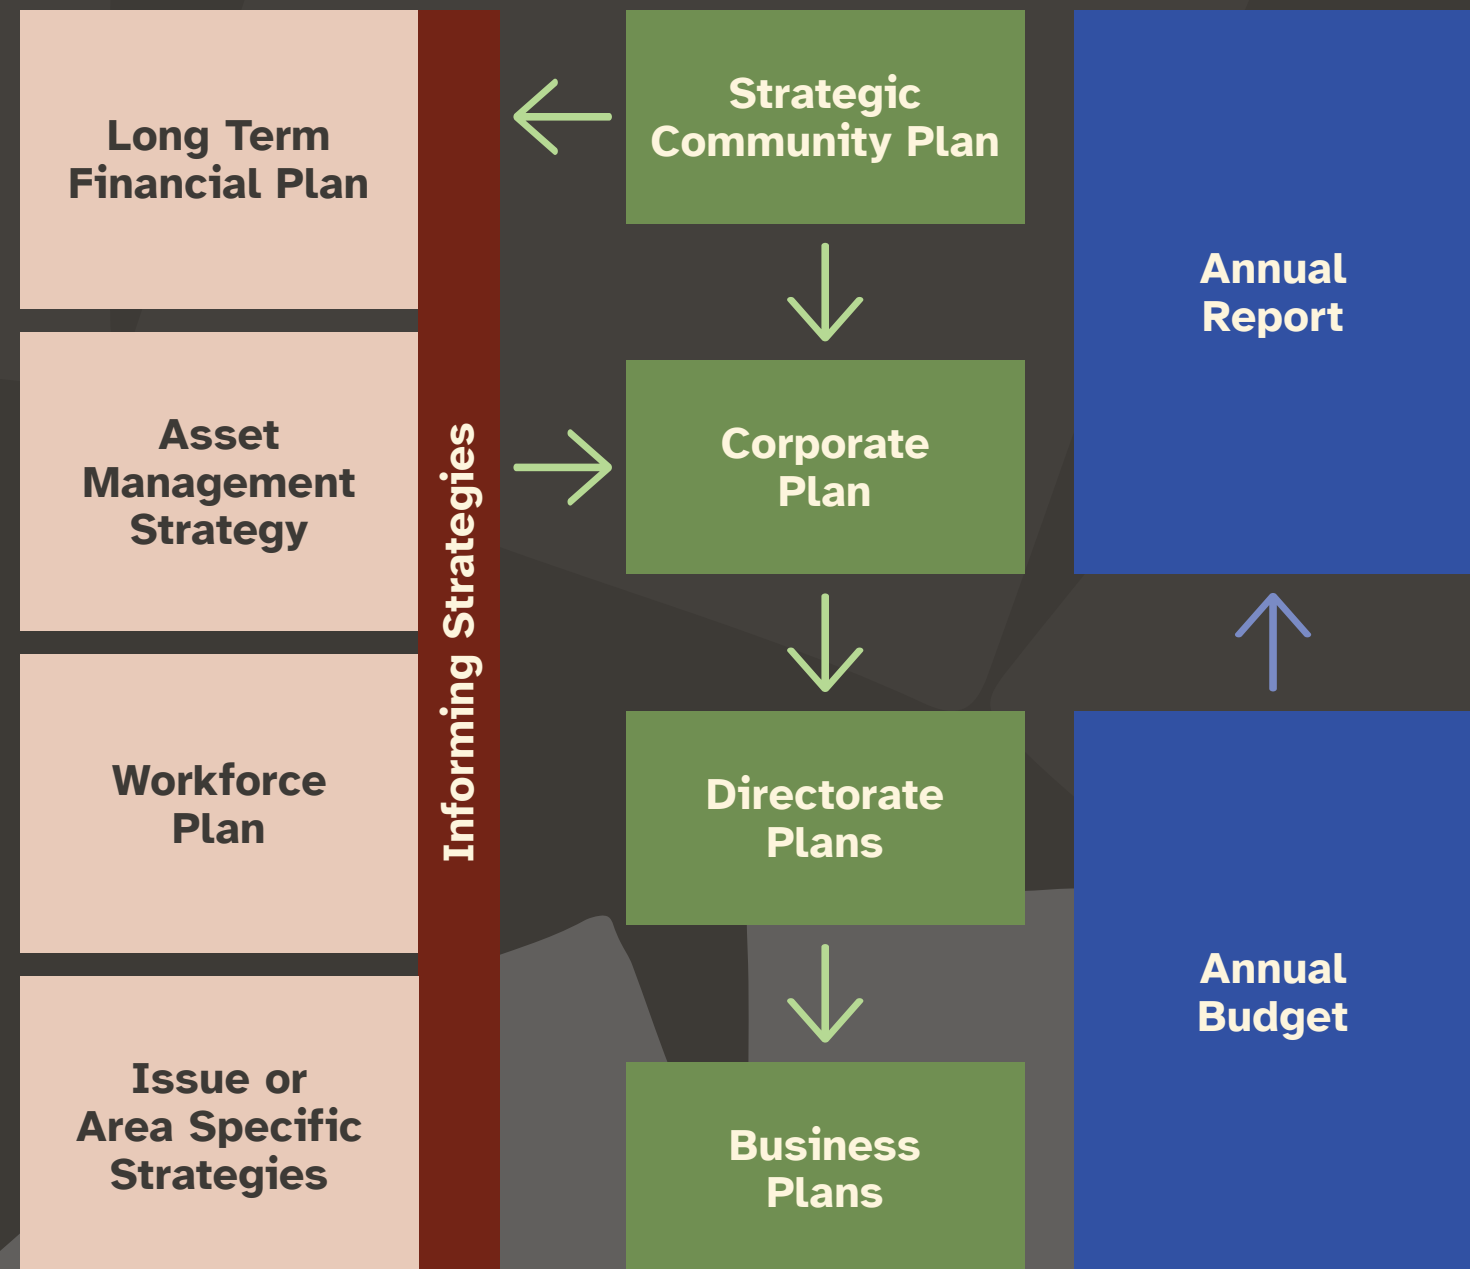 Long Term
Financial Plan
Asset
Management
Strategy
Workforce
Plan
Issue or
Area Specific
Strategies
Informing Strategies
Strategic
Community Plan
Corporate
Plan
Directorate
Plans
Business
Plans
Annual
Report
Annual
Budget